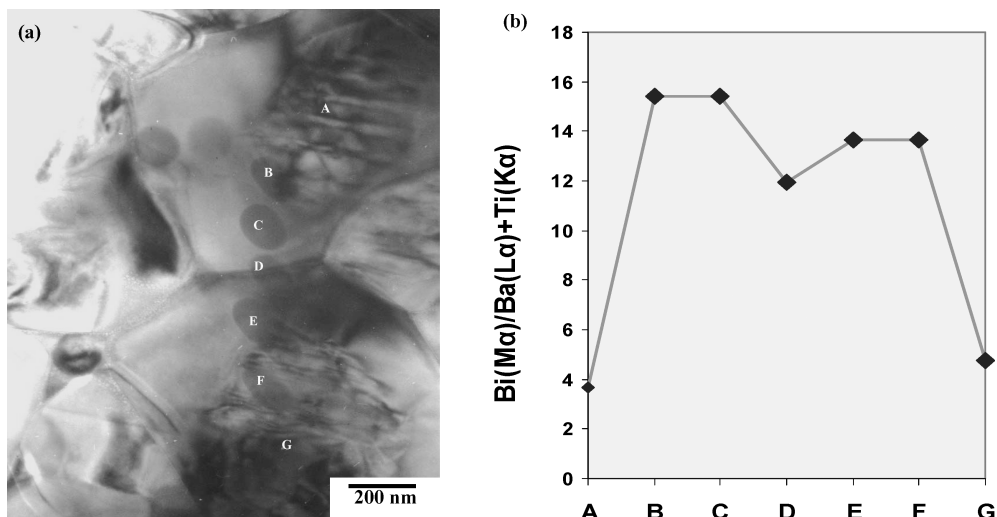 (a)
A
B
C
D
E
F
G
200 nm
(b)
Bi(Mα)/Ba(Lα)+Ti(Kα)
18
16
14
12
10
8
6
4
2
0
A B C D E F G